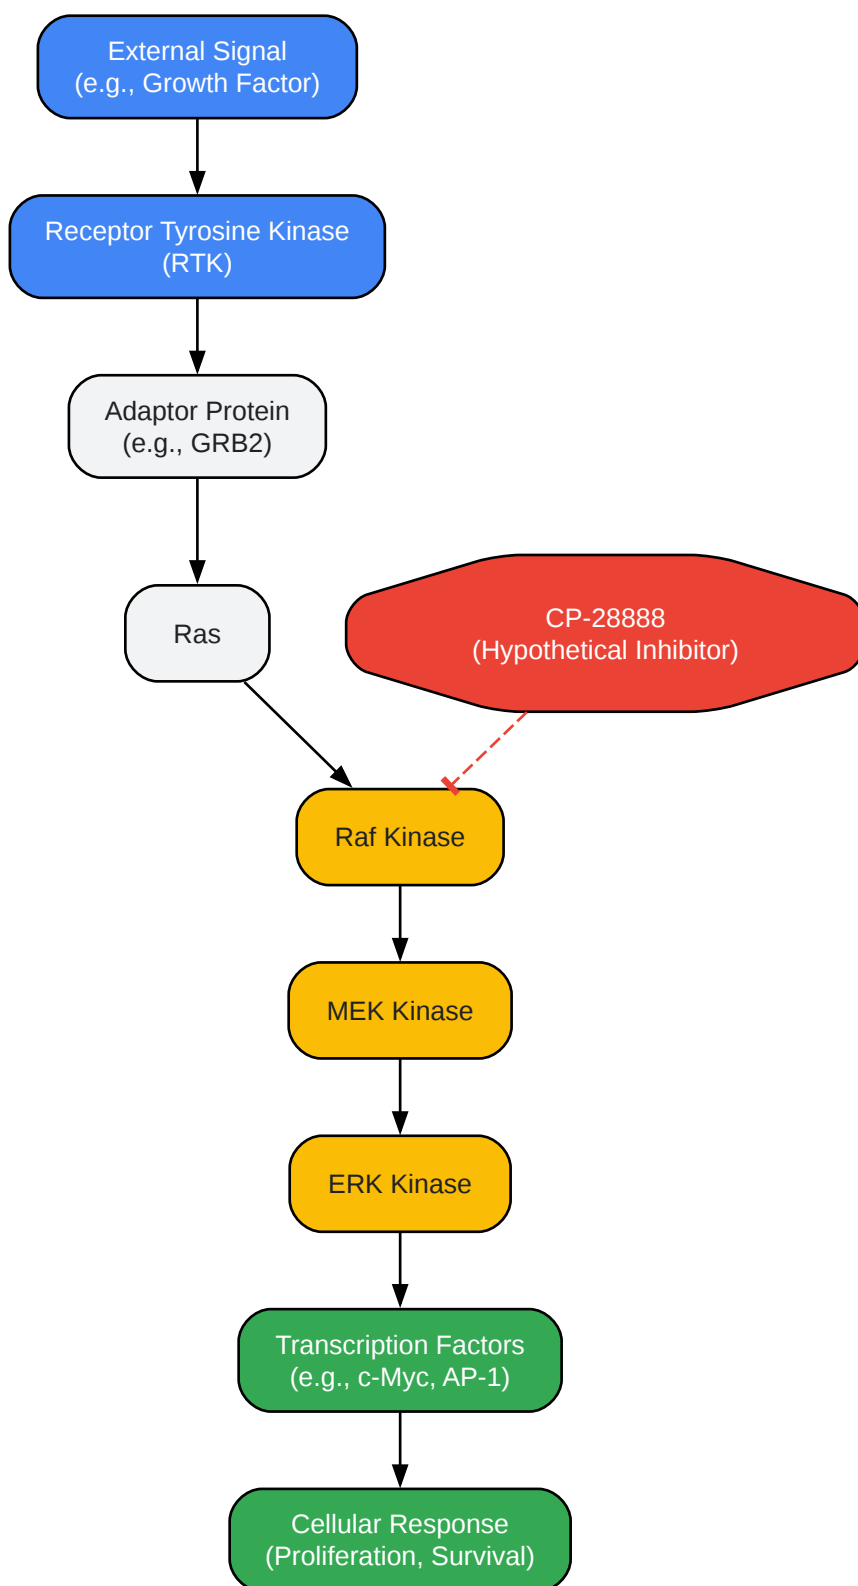 External Signal
(e.g., Growth Factor)
Receptor Tyrosine Kinase
(RTK)
Adaptor Protein
(e.g., GRB2)
Ras
CP-28888
(Hypothetical Inhibitor)
Raf Kinase
MEK Kinase
ERK Kinase
Transcription Factors
(e.g., c-Myc, AP-1)
Cellular Response
(Proliferation, Survival)